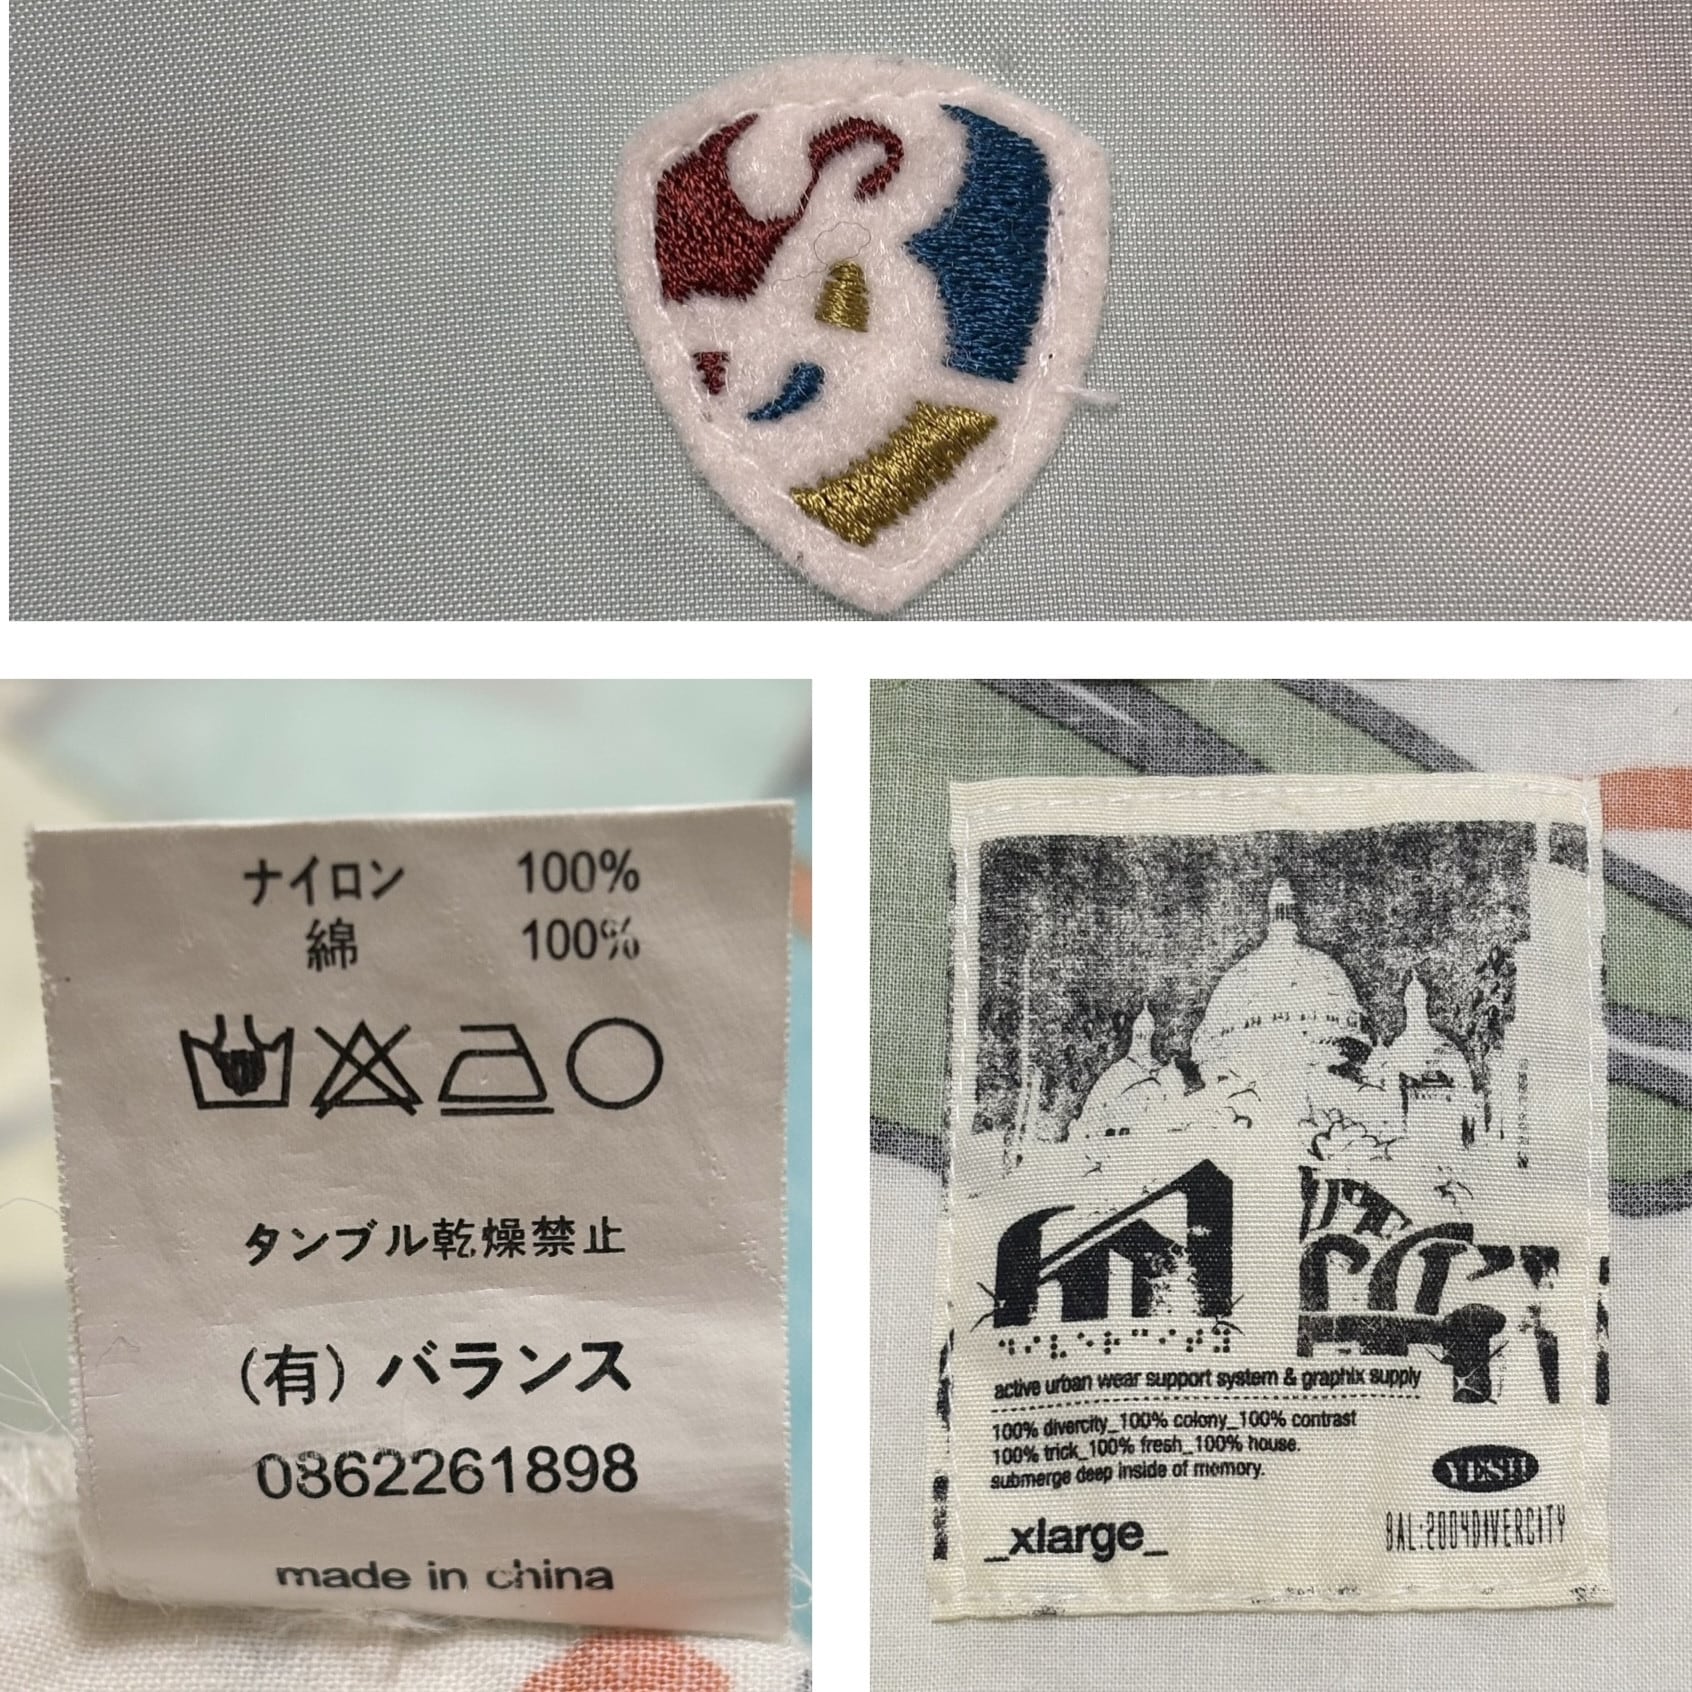 ナイロン 100%
綿 100%
タンブル乾燥禁止
(有) バランス
0862261898
made in china
active urban wear support system & graphix supply
100% divercity_100% colony_100% contrast
100% trick_100% fresh_100% house.
submerge deep inside of memory.
YESH!
_xlarge_
BAL:2004DIVERCITY